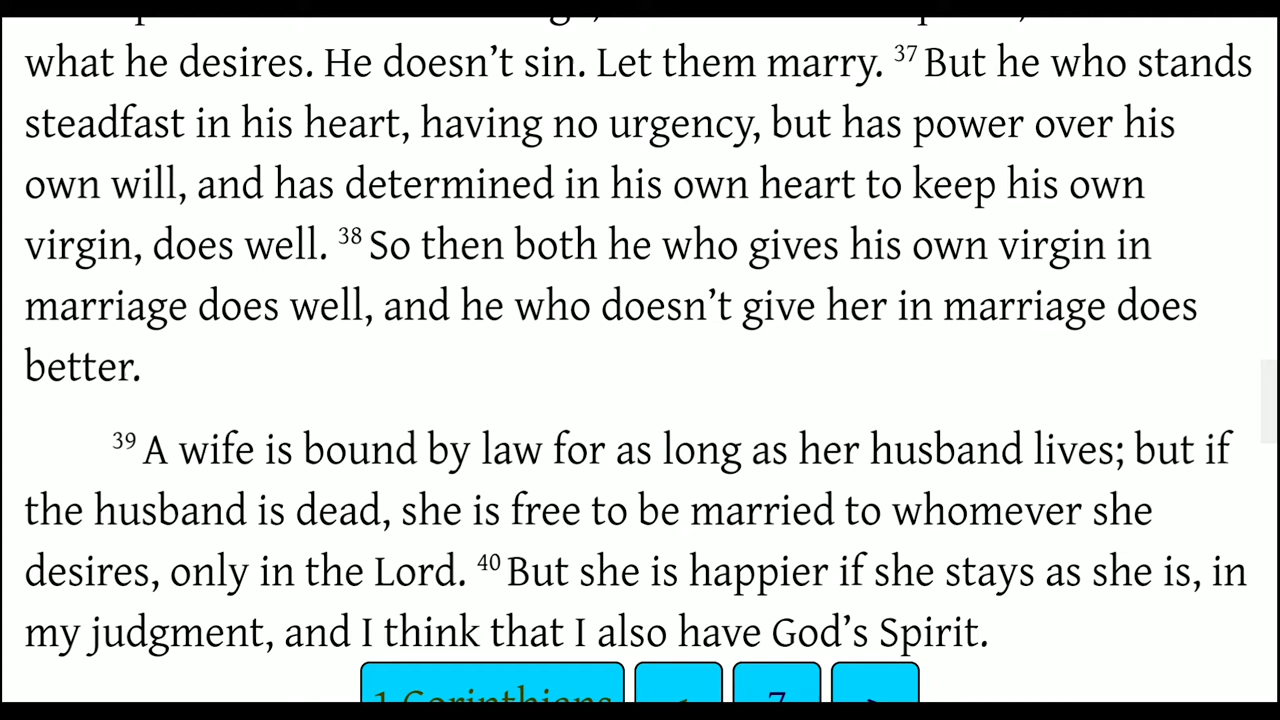 what he desires. He doesn’t sin. Let them marry. 37 But he who stands
steadfast in his heart, having no urgency, but has power over his
own will, and has determined in his own heart to keep his own
virgin, does well. 38 So then both he who gives his own virgin in
marriage does well, and he who doesn’t give her in marriage does
better.
39 A wife is bound by law for as long as her husband lives; but if
the husband is dead, she is free to be married to whomever she
desires, only in the Lord. 40 But she is happier if she stays as she is, in
my judgment, and I think that I also have God’s Spirit.
1 Corinthians < 7 >